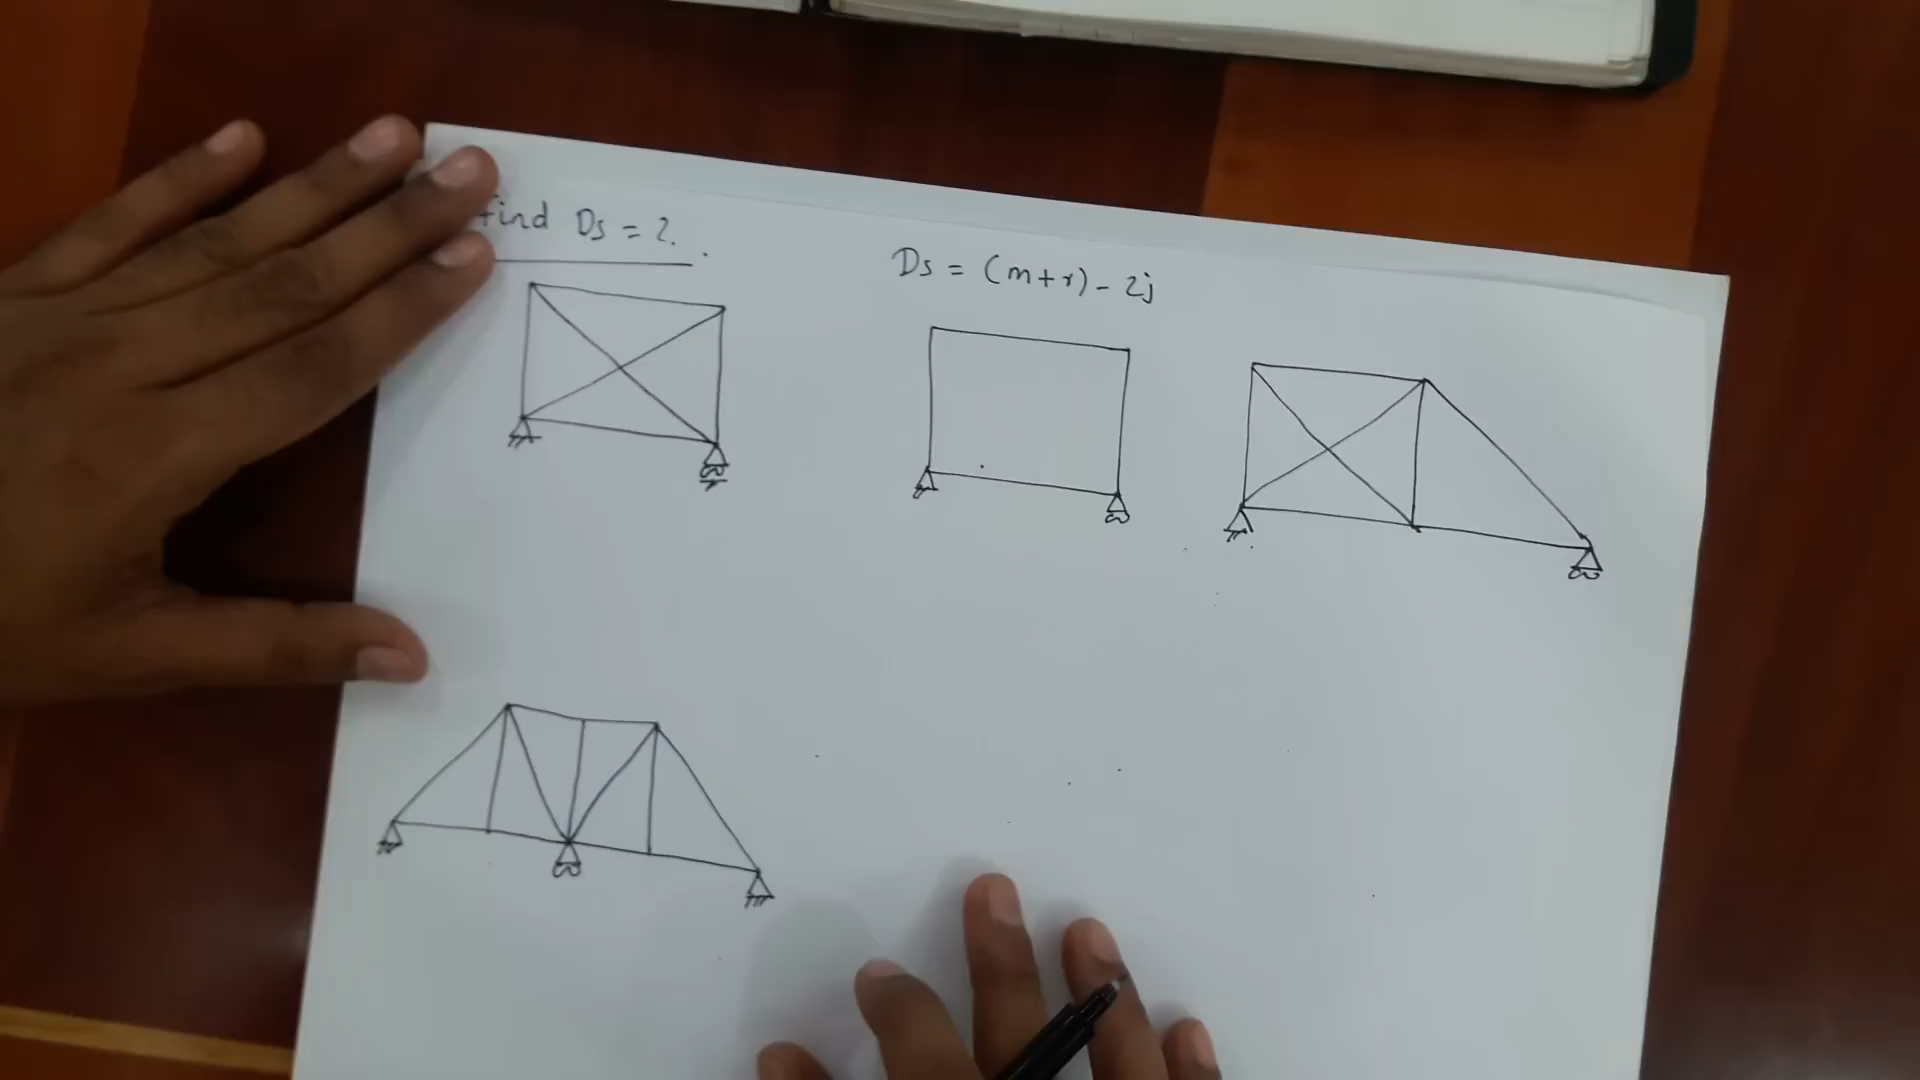 find Ds = ?.
Ds = (m+r) - 2j